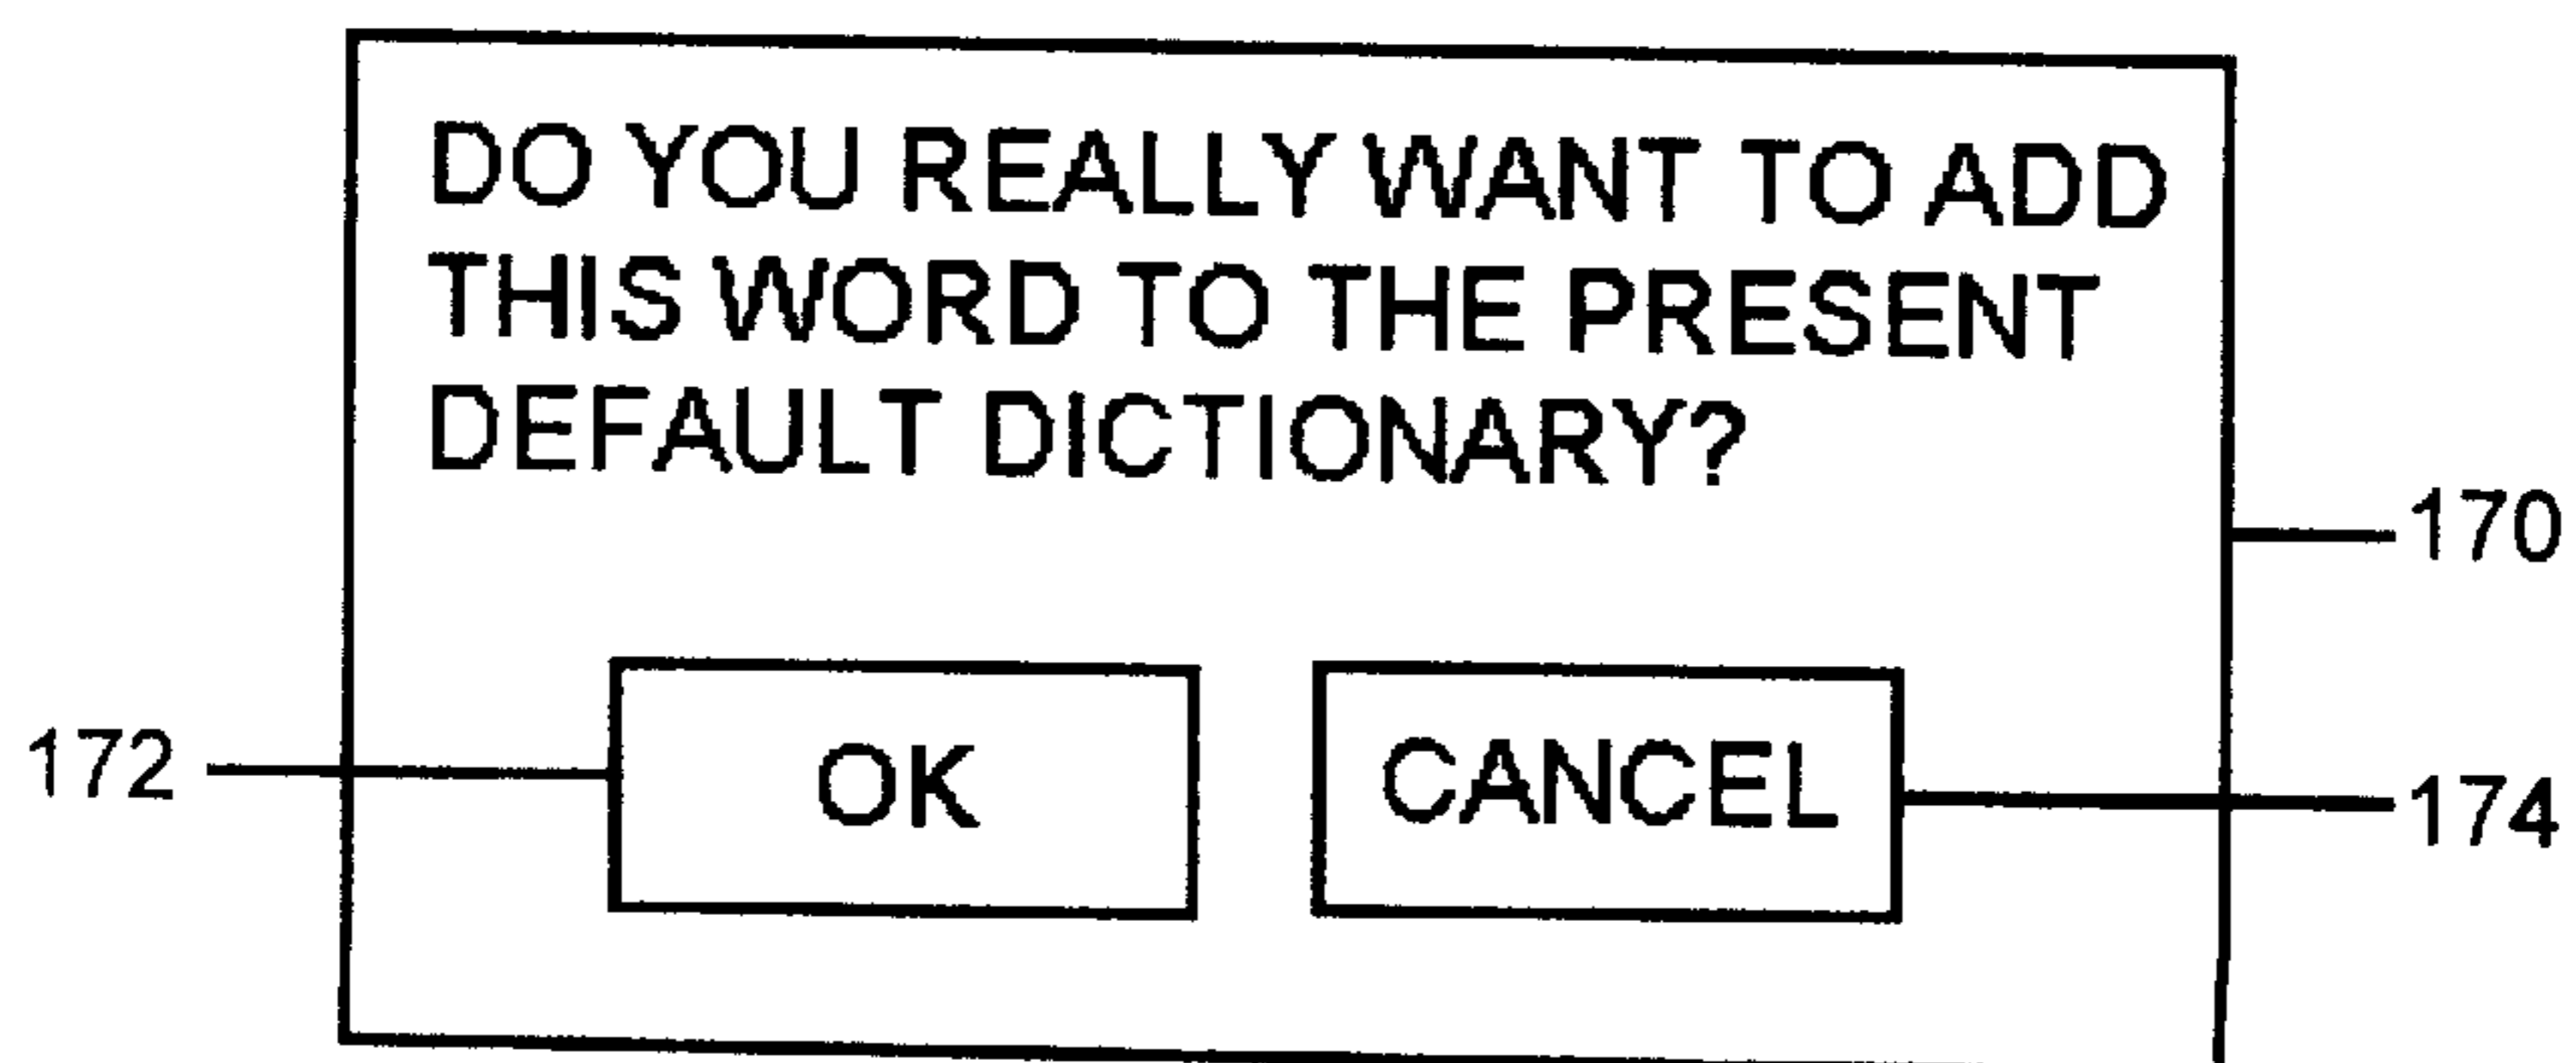 DO YOU REALLY WANT TO ADD
THIS WORD TO THE PRESENT
DEFAULT DICTIONARY?
170
172
OK
CANCEL
174